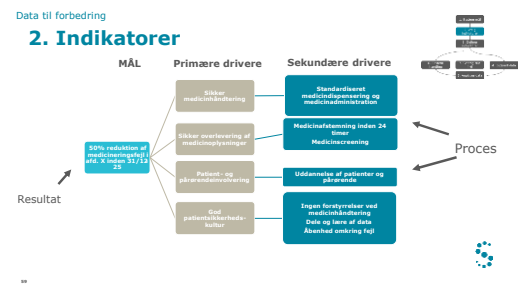 Data til forbedring
2. Indikatorer
MÅL
Primære drivere
Sekundære drivere
Sikker
medicinhåndtering
Standardiseret
medicindispensering og
medicinadministration
Sikker overlevering af
medicinoplysninger
Medicinafstemning inden 24
timer
Medicinscreening
50% reduktion af
medicineringsfejl i
afd. X inden 31/12
25
Patient- og
pårørendeinvolvering
Uddannelse af patienter og
pårørende
God
patientsikkerheds-
kultur
Ingen forstyrrelser ved
medicinhåndtering
Dele og lære af data
Åbenhed omkring fejl
Proces
Resultat